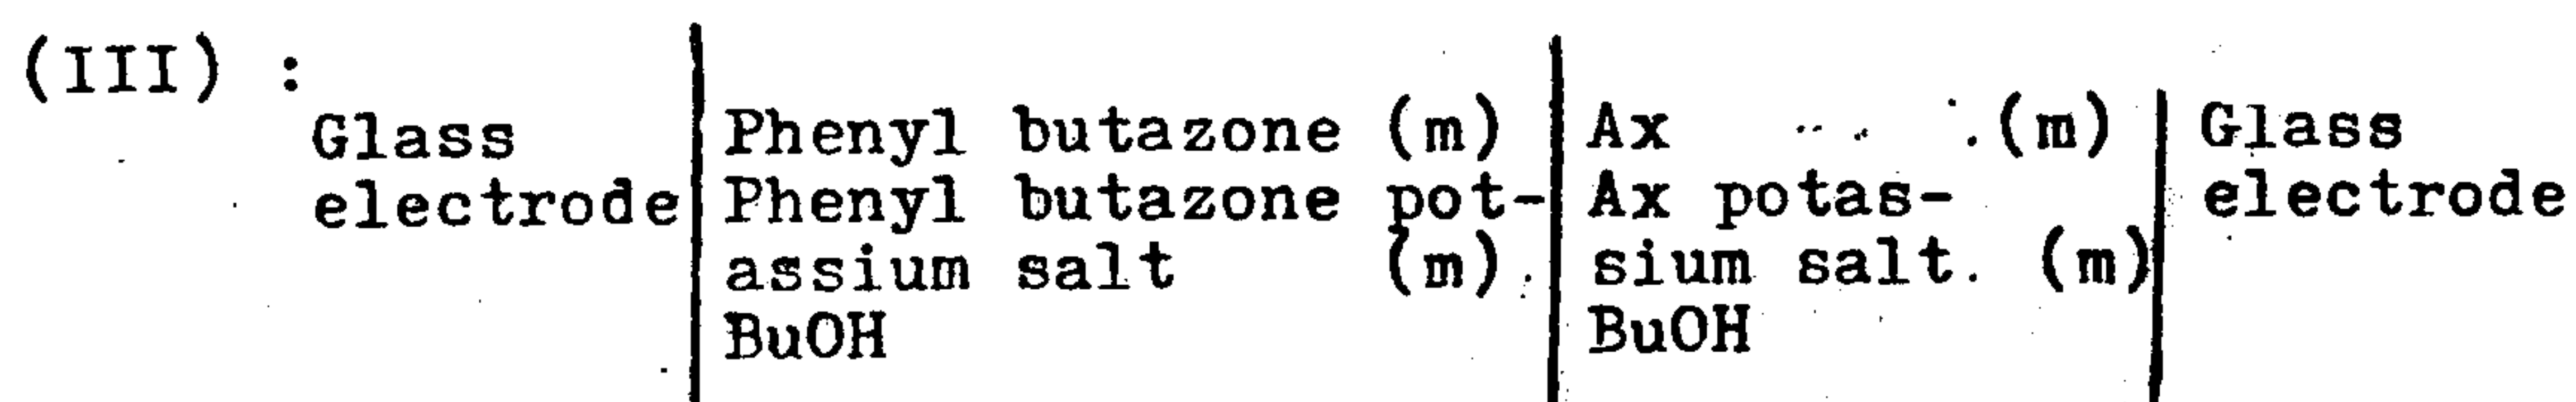 (III) :
Glass | Phenyl butazone (m) | Ax (m) | Glass
electrode | Phenyl butazone pot- | Ax potas- | electrode
assium salt (m) | sium salt. (m)
BuOH | BuOH